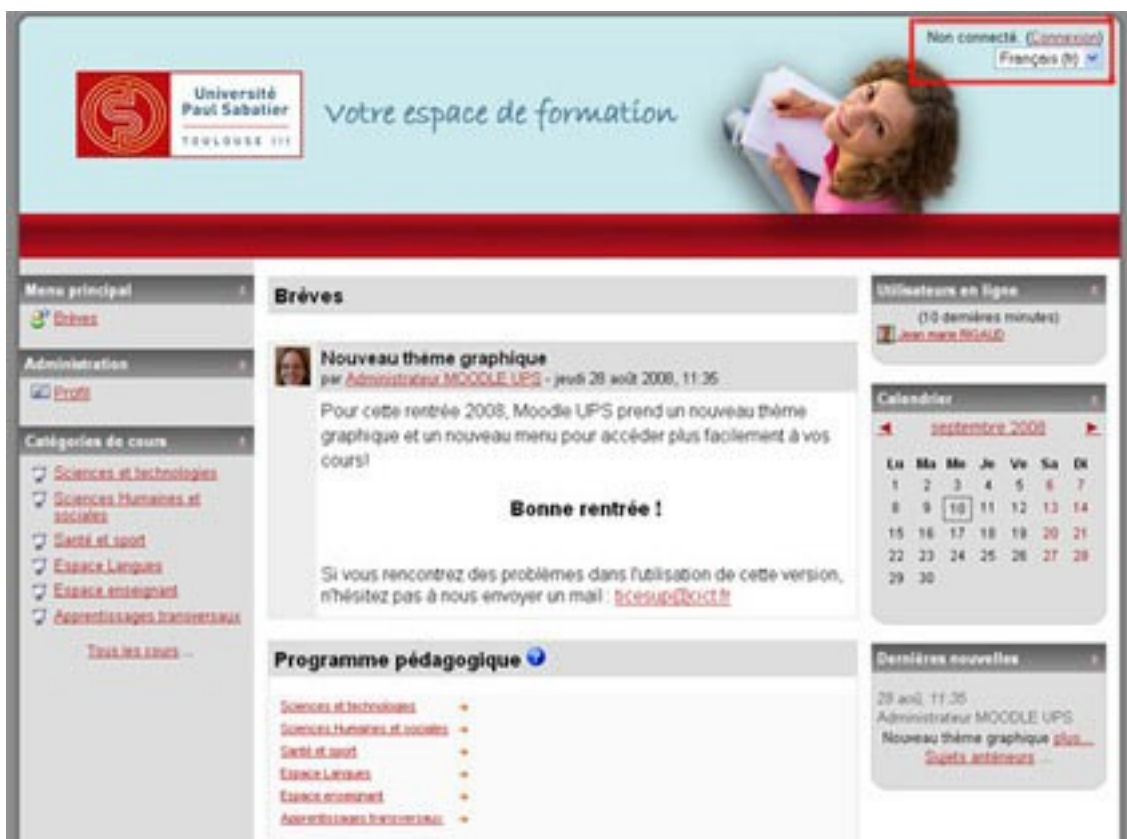 Non connecté. (Connexion)
Français (fr)
Université
Paul Sabatier
TOULOUSE III
Votre espace de formation
Menu principal
Brèves
Administration
Profil
Catégories de cours
Sciences et technologies
Sciences Humaines et
sociales
Santé et sport
Espace Langues
Espace enseignant
Apprentissages transversaux
Tous les cours ...
Brèves
Nouveau thème graphique
par Administrateur MOODLE UPS - jeudi 28 août 2008, 11:35
Pour cette rentrée 2008, Moodle UPS prend un nouveau thème
graphique et un nouveau menu pour accéder plus facilement à vos
cours!
Bonne rentrée !
Si vous rencontrez des problèmes dans l'utilisation de cette version,
n'hésitez pas à nous envoyer un mail : ticesup@cict.fr
Programme pédagogique
Sciences et technologies
Sciences Humaines et sociales
Santé et sport
Espace Langues
Espace enseignant
Apprentissages transversaux
Utilisateurs en ligne
(10 dernières minutes)
Jean marie RIGAUD
Calendrier
septembre 2008
Lu Ma Me Je Ve Sa Di
1 2 3 4 5 6 7
8 9 10 11 12 13 14
15 16 17 18 19 20 21
22 23 24 25 26 27 28
29 30
Dernières nouvelles
28 aoû, 11:35
Administrateur MOODLE UPS
Nouveau thème graphique plus...
Sujets antérieurs ...